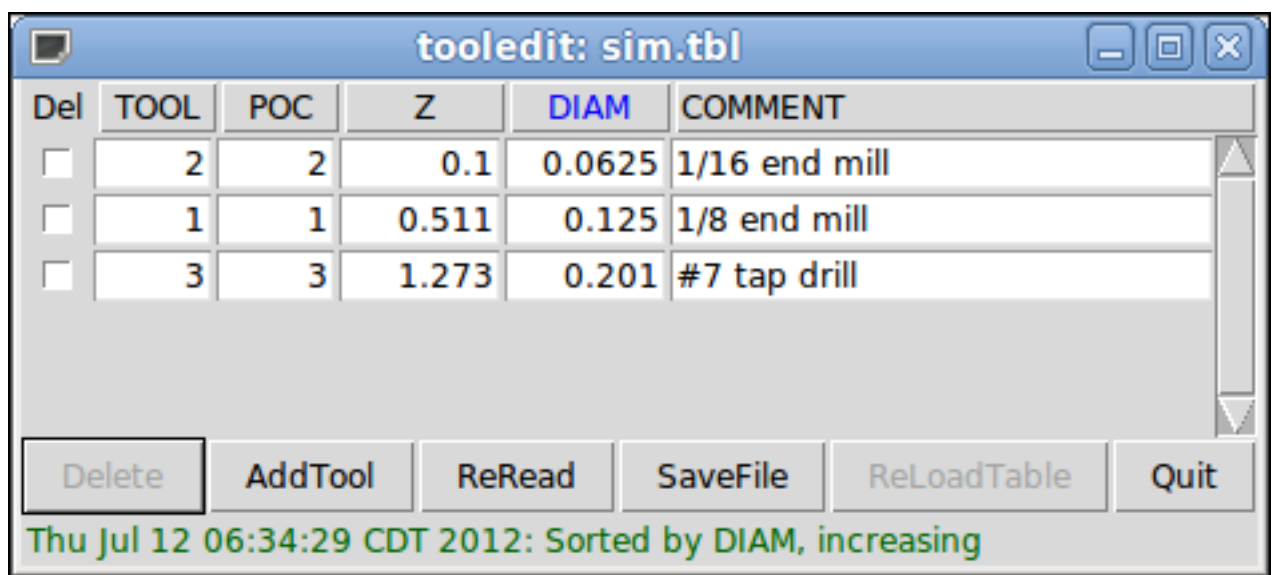 tooledit: sim.tbl
Del TOOL POC Z DIAM COMMENT
2 2 0.1 0.0625 1/16 end mill
1 1 0.511 0.125 1/8 end mill
3 3 1.273 0.201 #7 tap drill
Delete AddTool ReRead SaveFile ReLoadTable Quit
Thu Jul 12 06:34:29 CDT 2012: Sorted by DIAM, increasing